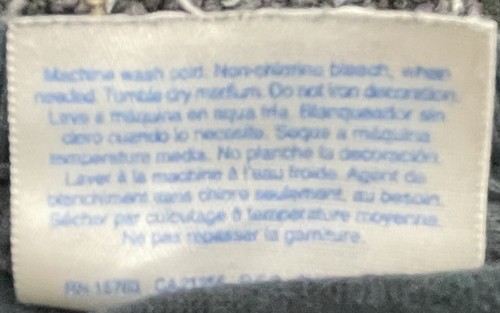 Machine wash cold. Non-chlorine bleach, when
needed. Tumble dry medium. Do not iron decoration.
Lave a máquina en agua fría. Blanqueador sin
cloro cuando lo necesite. Seque a máquina
temperatura media. No planche la decoración.
Laver à la machine à l'eau froide. Agent de
blanchiment sans chlore seulement, au besoin.
Sécher par culbutage à température moyenne.
Ne pas repasser la garniture.
RN 15763